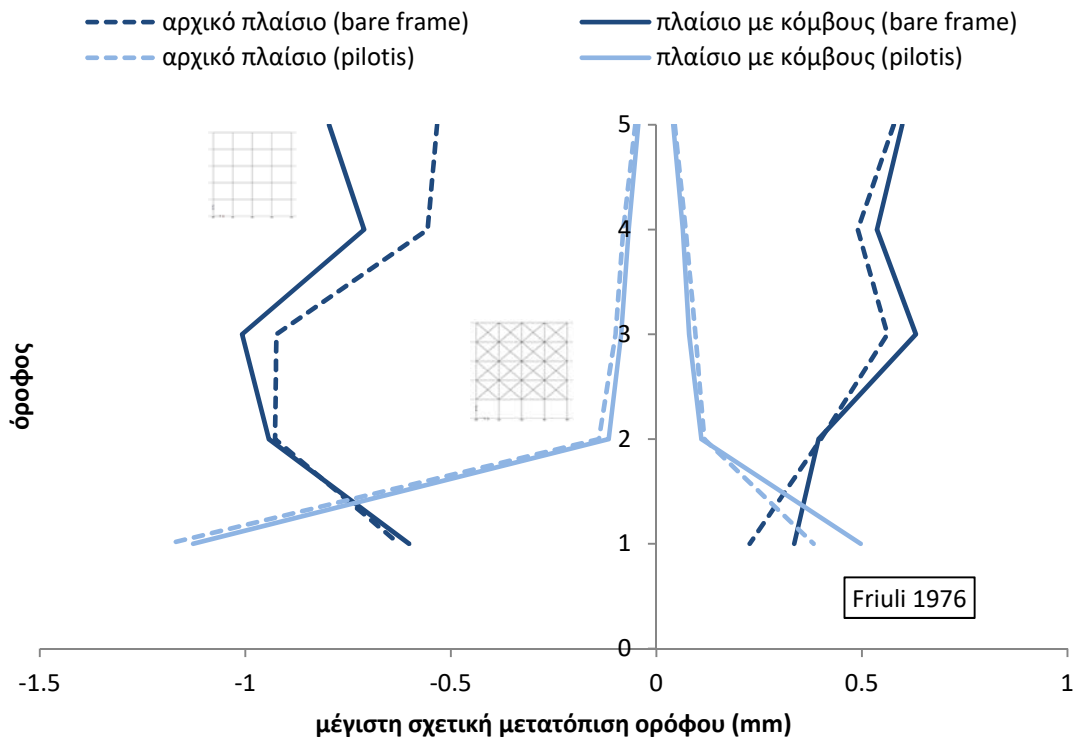 αρχικό πλαίσιο (bare frame)
πλαίσιο με κόμβους (bare frame)
αρχικό πλαίσιο (pilotis)
πλαίσιο με κόμβους (pilotis)
5
4
3
2
1
0
όροφος
Friuli 1976
-1.5
-1
-0.5
0
0.5
1
μέγιστη σχετική μετατόπιση ορόφου (mm)